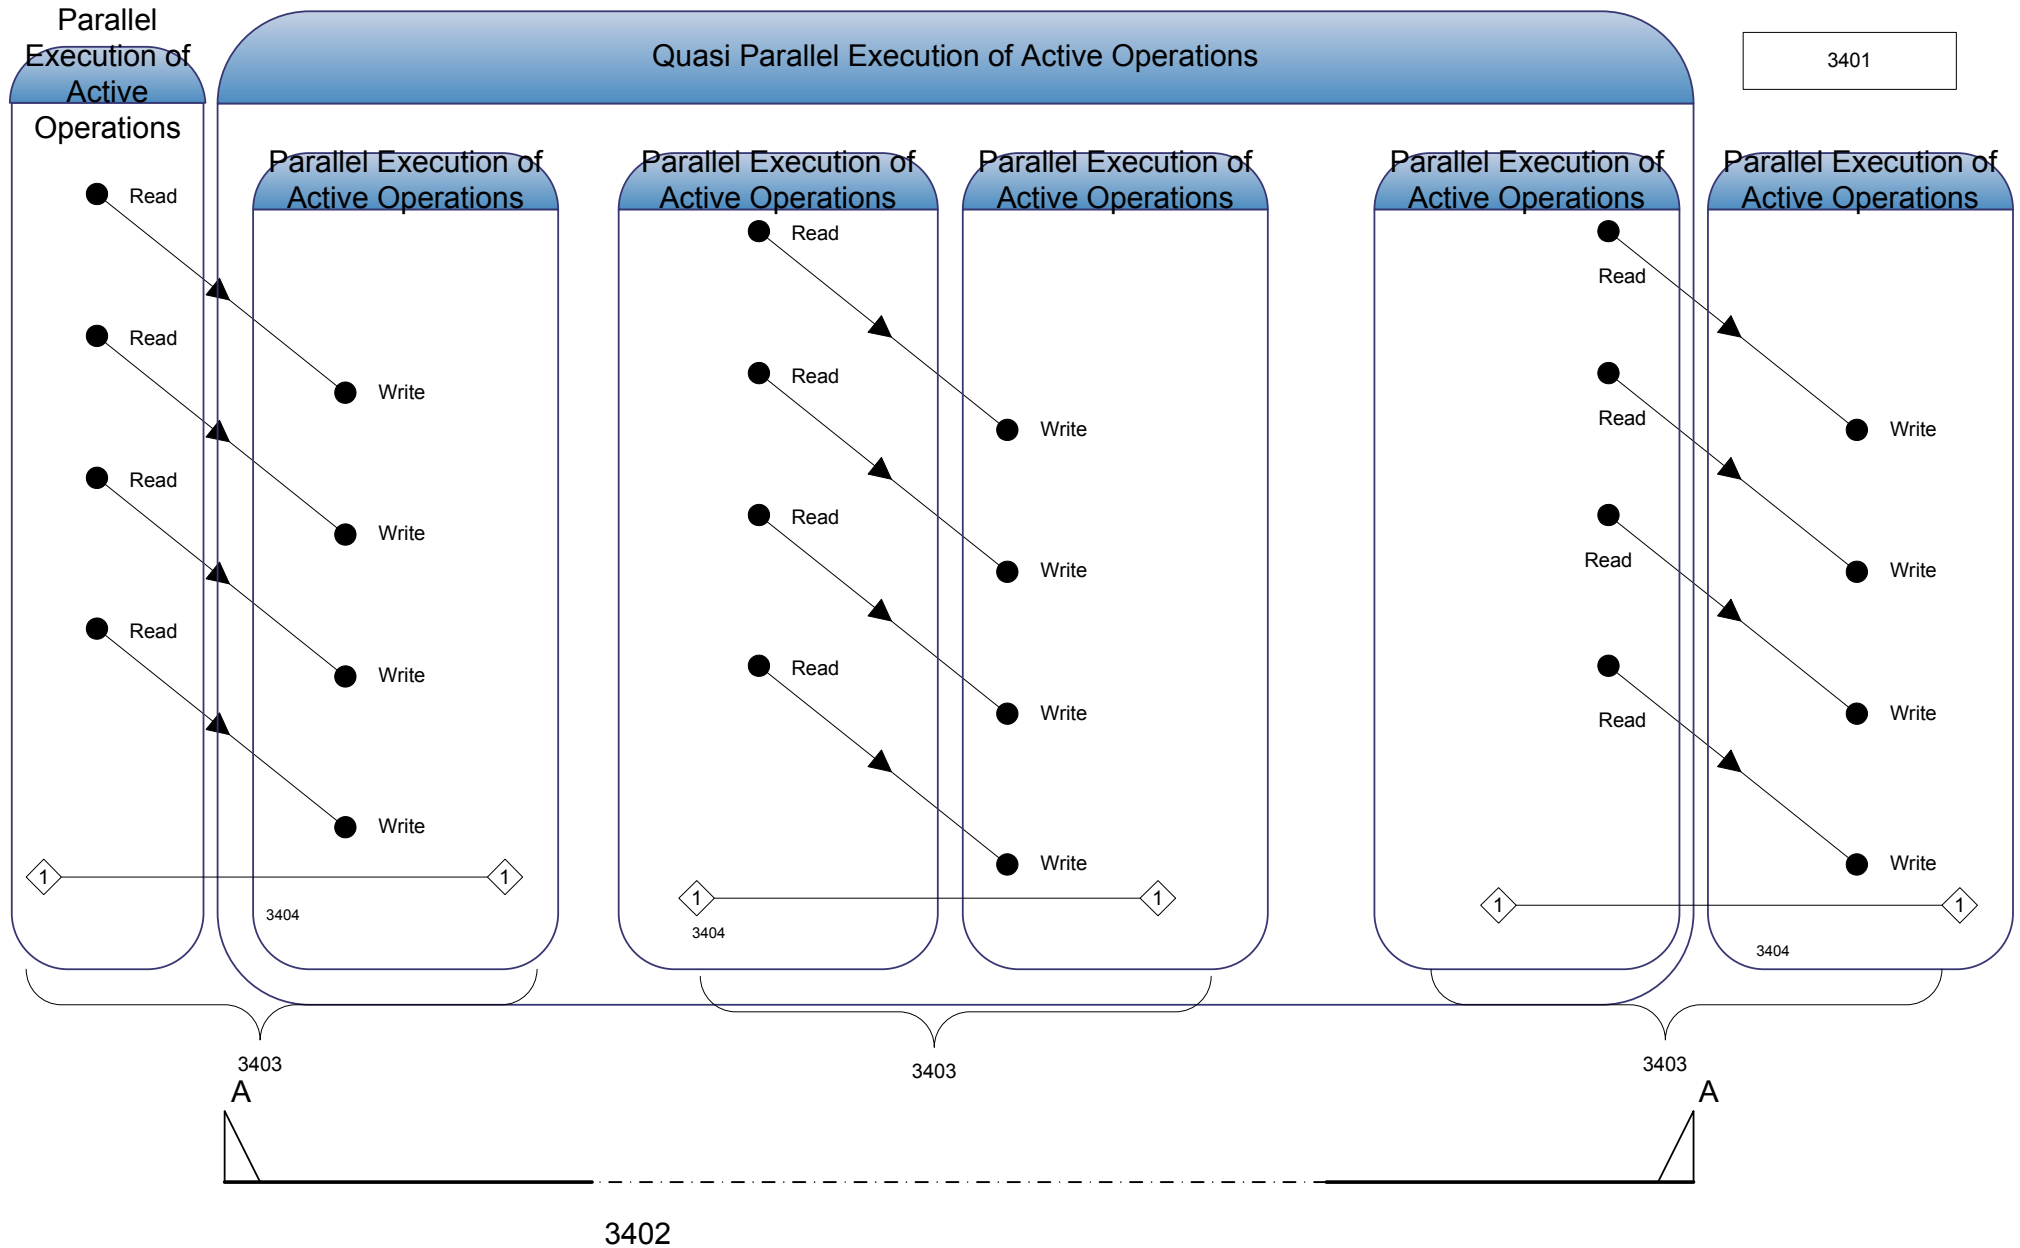 Parallel
Execution of
Active
Operations
Quasi Parallel Execution of Active Operations
3401
Parallel Execution of
Active Operations
Parallel Execution of
Active Operations
Parallel Execution of
Active Operations
Parallel Execution of
Active Operations
Parallel Execution of
Active Operations
Read
Read
Read
Read
Write
Write
Write
Write
1
1
3404
Read
Read
Read
Read
Write
Write
Write
Write
1
1
3404
Read
Read
Read
Read
Write
Write
Write
Write
1
1
3404
3403
3403
3403
A
A
3402